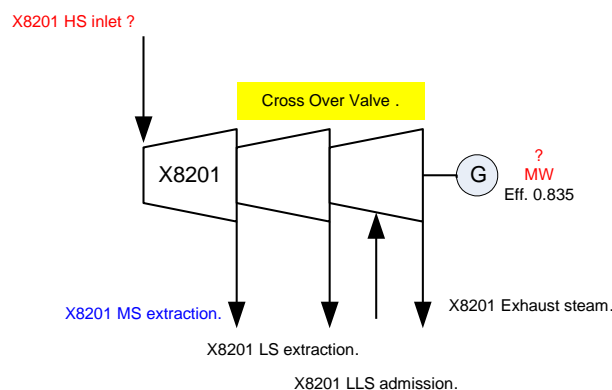 X8201 HS inlet ?
Cross Over Valve .
X8201
G
?
MW
Eff. 0.835
X8201 MS extraction.
X8201 Exhaust steam.
X8201 LS extraction.
X8201 LLS admission.